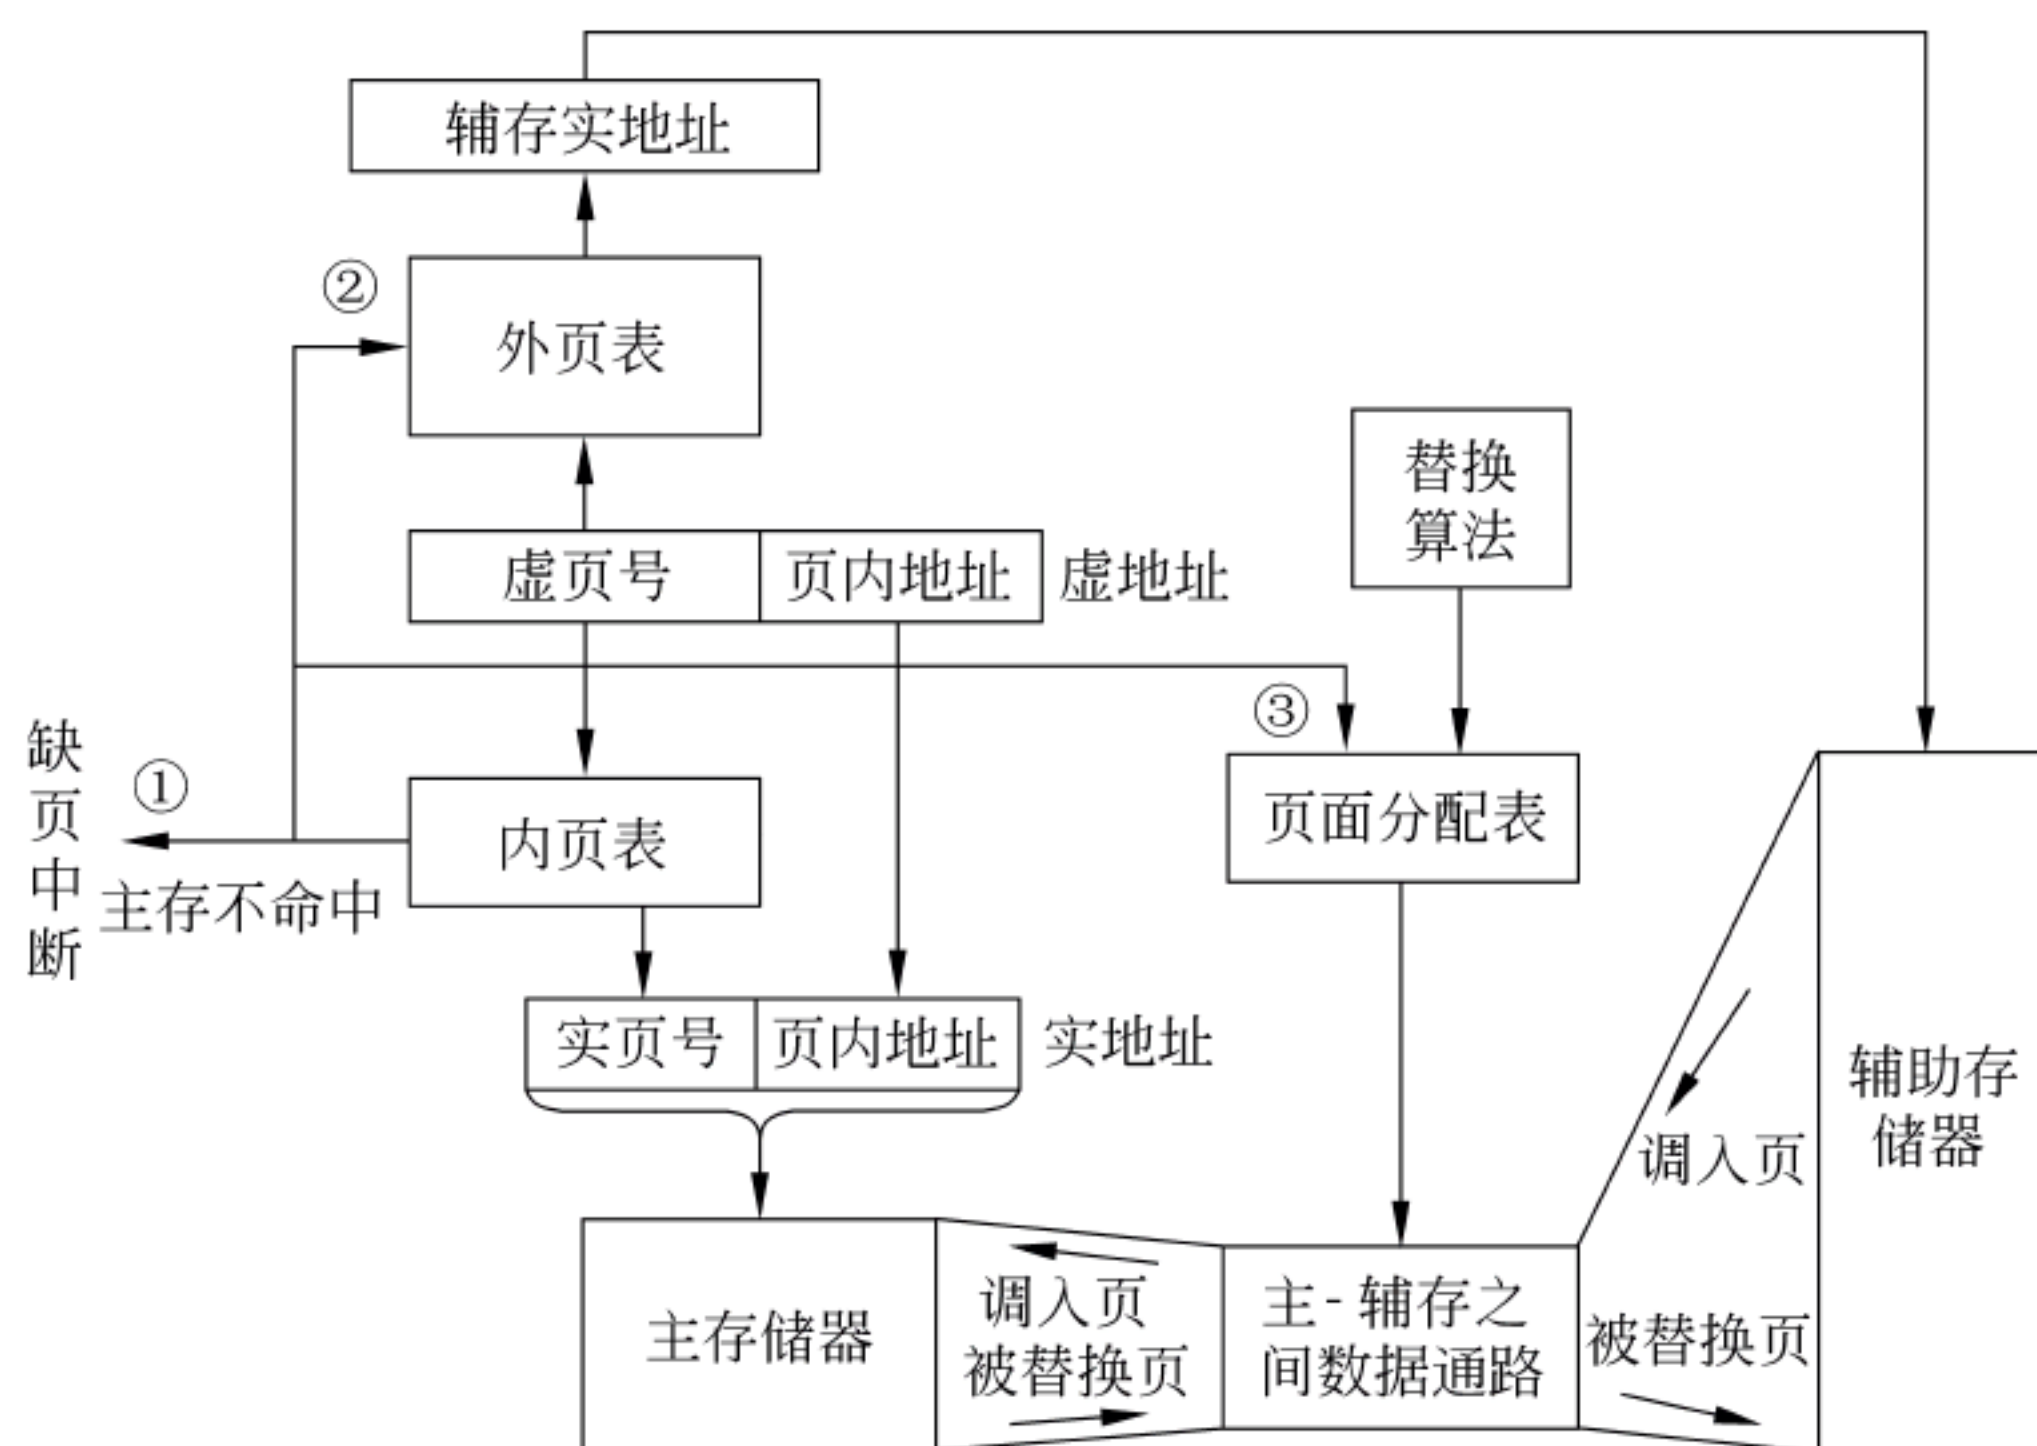 辅存实地址
②
外页表
替换
算法
虚页号 页内地址 虚地址
③
缺页中断
①
页面分配表
内页表
主存不命中
实页号 页内地址 实地址
辅助存
储器
调入页
主存储器
调入页
被替换页
主-辅存之
间数据通路
被替换页